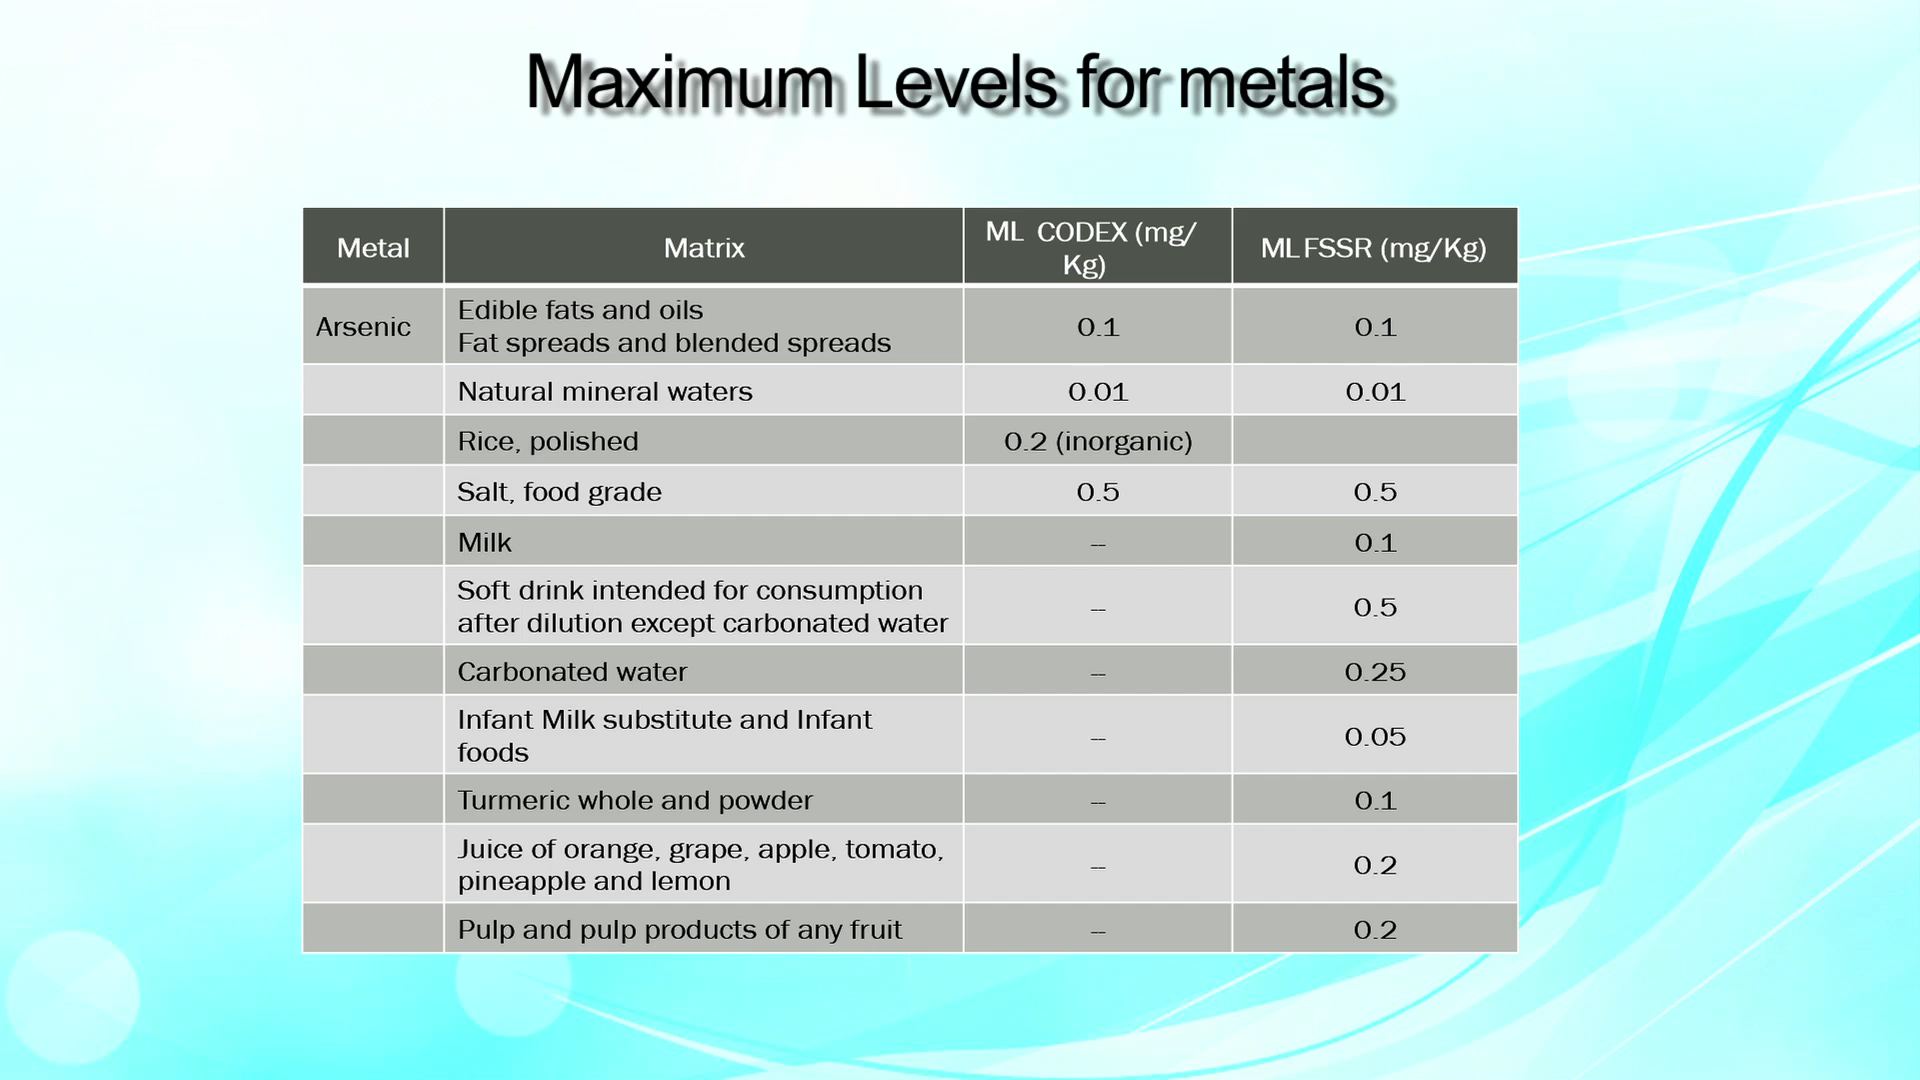 Maximum Levels for metals
Metal Matrix ML CODEX (mg/
Kg) ML FSSR (mg/Kg)
Arsenic Edible fats and oils
Fat spreads and blended spreads 0.1 0.1
Natural mineral waters 0.01 0.01
Rice, polished 0.2 (inorganic)
Salt, food grade 0.5 0.5
Milk -- 0.1
Soft drink intended for consumption
after dilution except carbonated water -- 0.5
Carbonated water -- 0.25
Infant Milk substitute and Infant
foods -- 0.05
Turmeric whole and powder -- 0.1
Juice of orange, grape, apple, tomato,
pineapple and lemon -- 0.2
Pulp and pulp products of any fruit -- 0.2